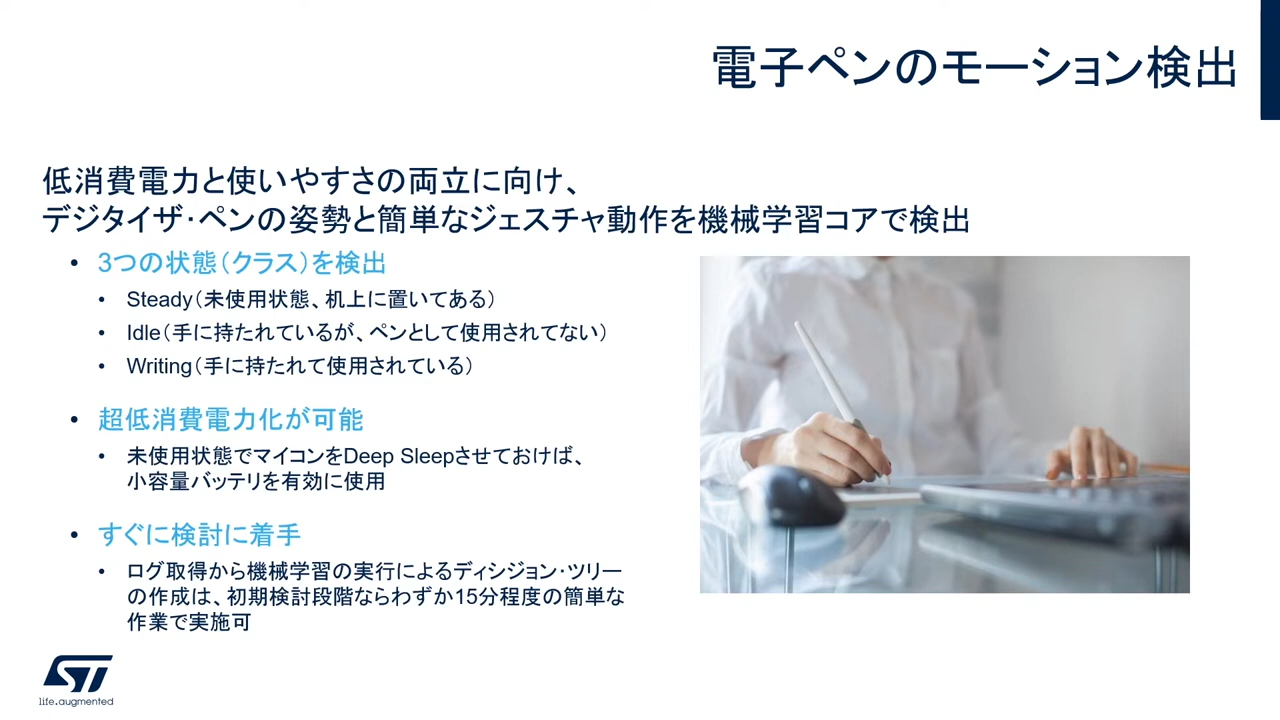 電子ペンのモーション検出
低消費電力と使いやすさの両立に向け、
デジタイザ・ペンの姿勢と簡単なジェスチャ動作を機械学習コアで検出
• 3つの状態（クラス）を検出
• Steady（未使用状態、机上に置いてある）
• Idle（手に持たれているが、ペンとして使用されてない）
• Writing（手に持たれて使用されている）
• 超低消費電力化が可能
• 未使用状態でマイコンをDeep Sleepさせておけば、
小容量バッテリを有効に使用
• すぐに検討に着手
• ログ取得から機械学習の実行によるディシジョン・ツリー
の作成は、初期検討段階ならわずか15分程度の簡単な
作業で実施可
ST
life.augmented